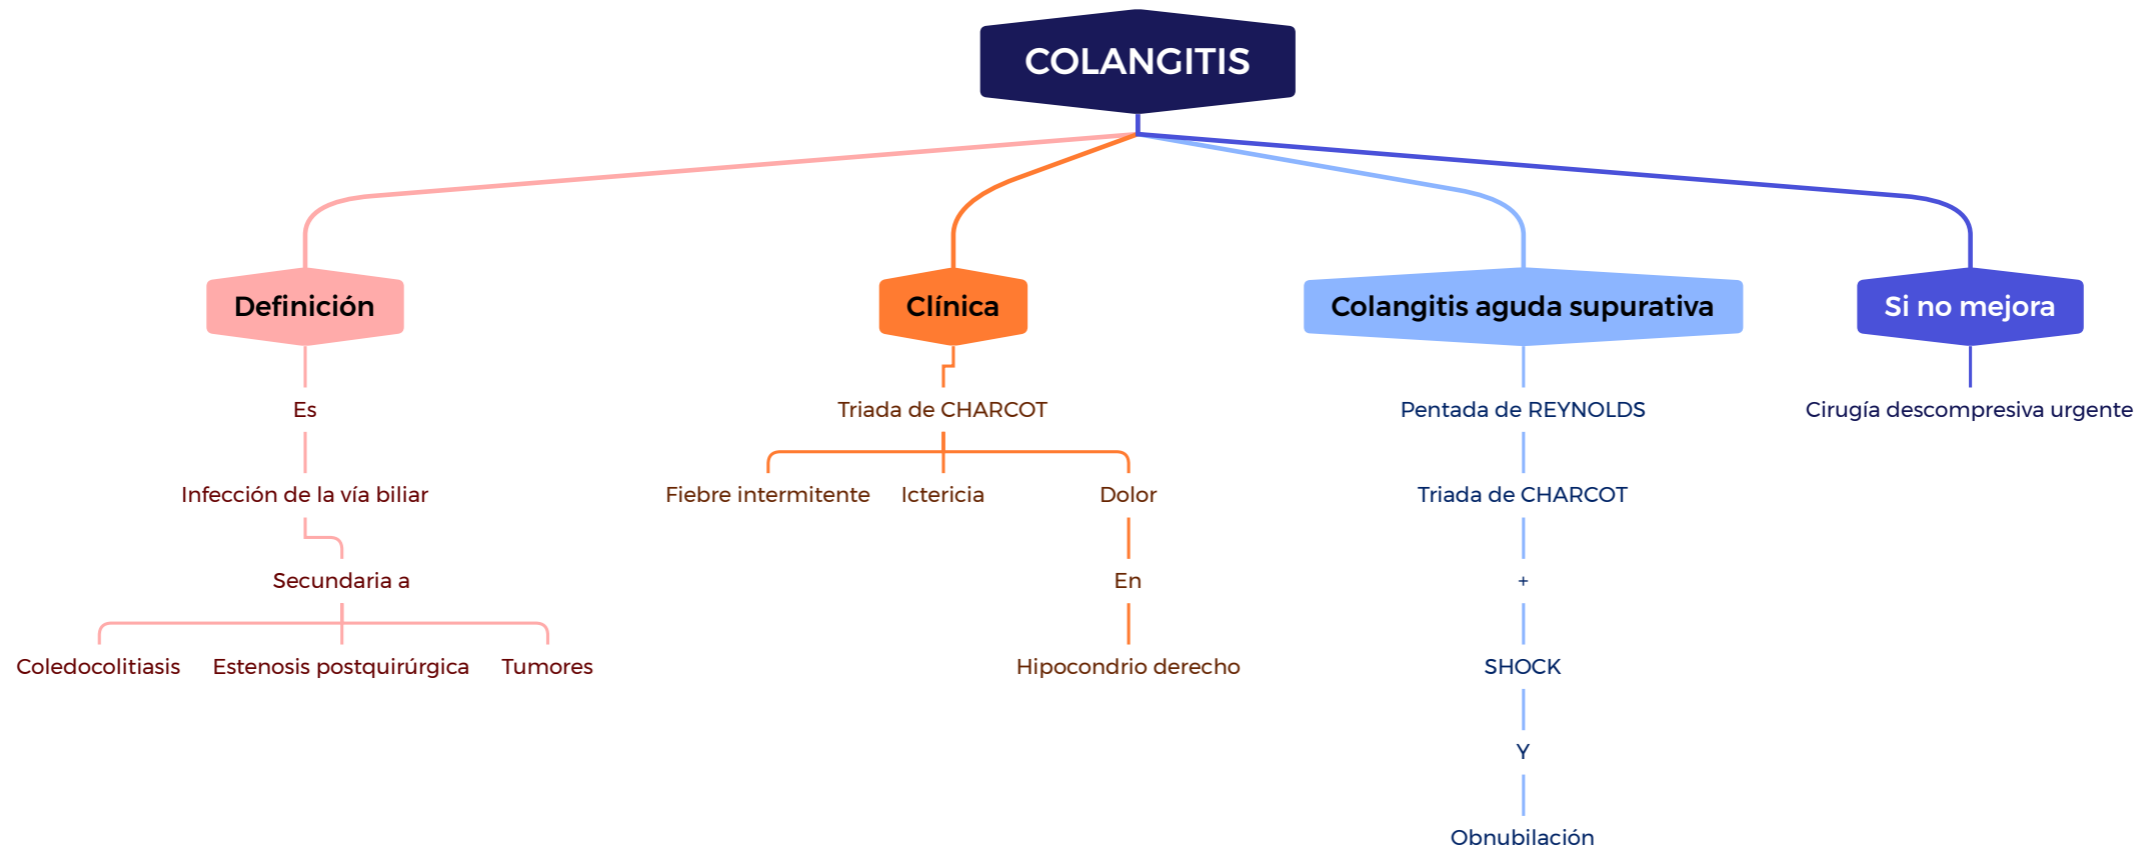 COLANGITIS
Definición
Clínica
Colangitis aguda supurativa
Si no mejora
Es
Triada de CHARCOT
Pentada de REYNOLDS
Cirugía descompresiva urgente
Infección de la vía biliar
Fiebre intermitente
Ictericia
Dolor
Triada de CHARCOT
Secundaria a
En
+
Coledocolitiasis
Estenosis postquirúrgica
Tumores
Hipocondrio derecho
SHOCK
Y
Obnubilación